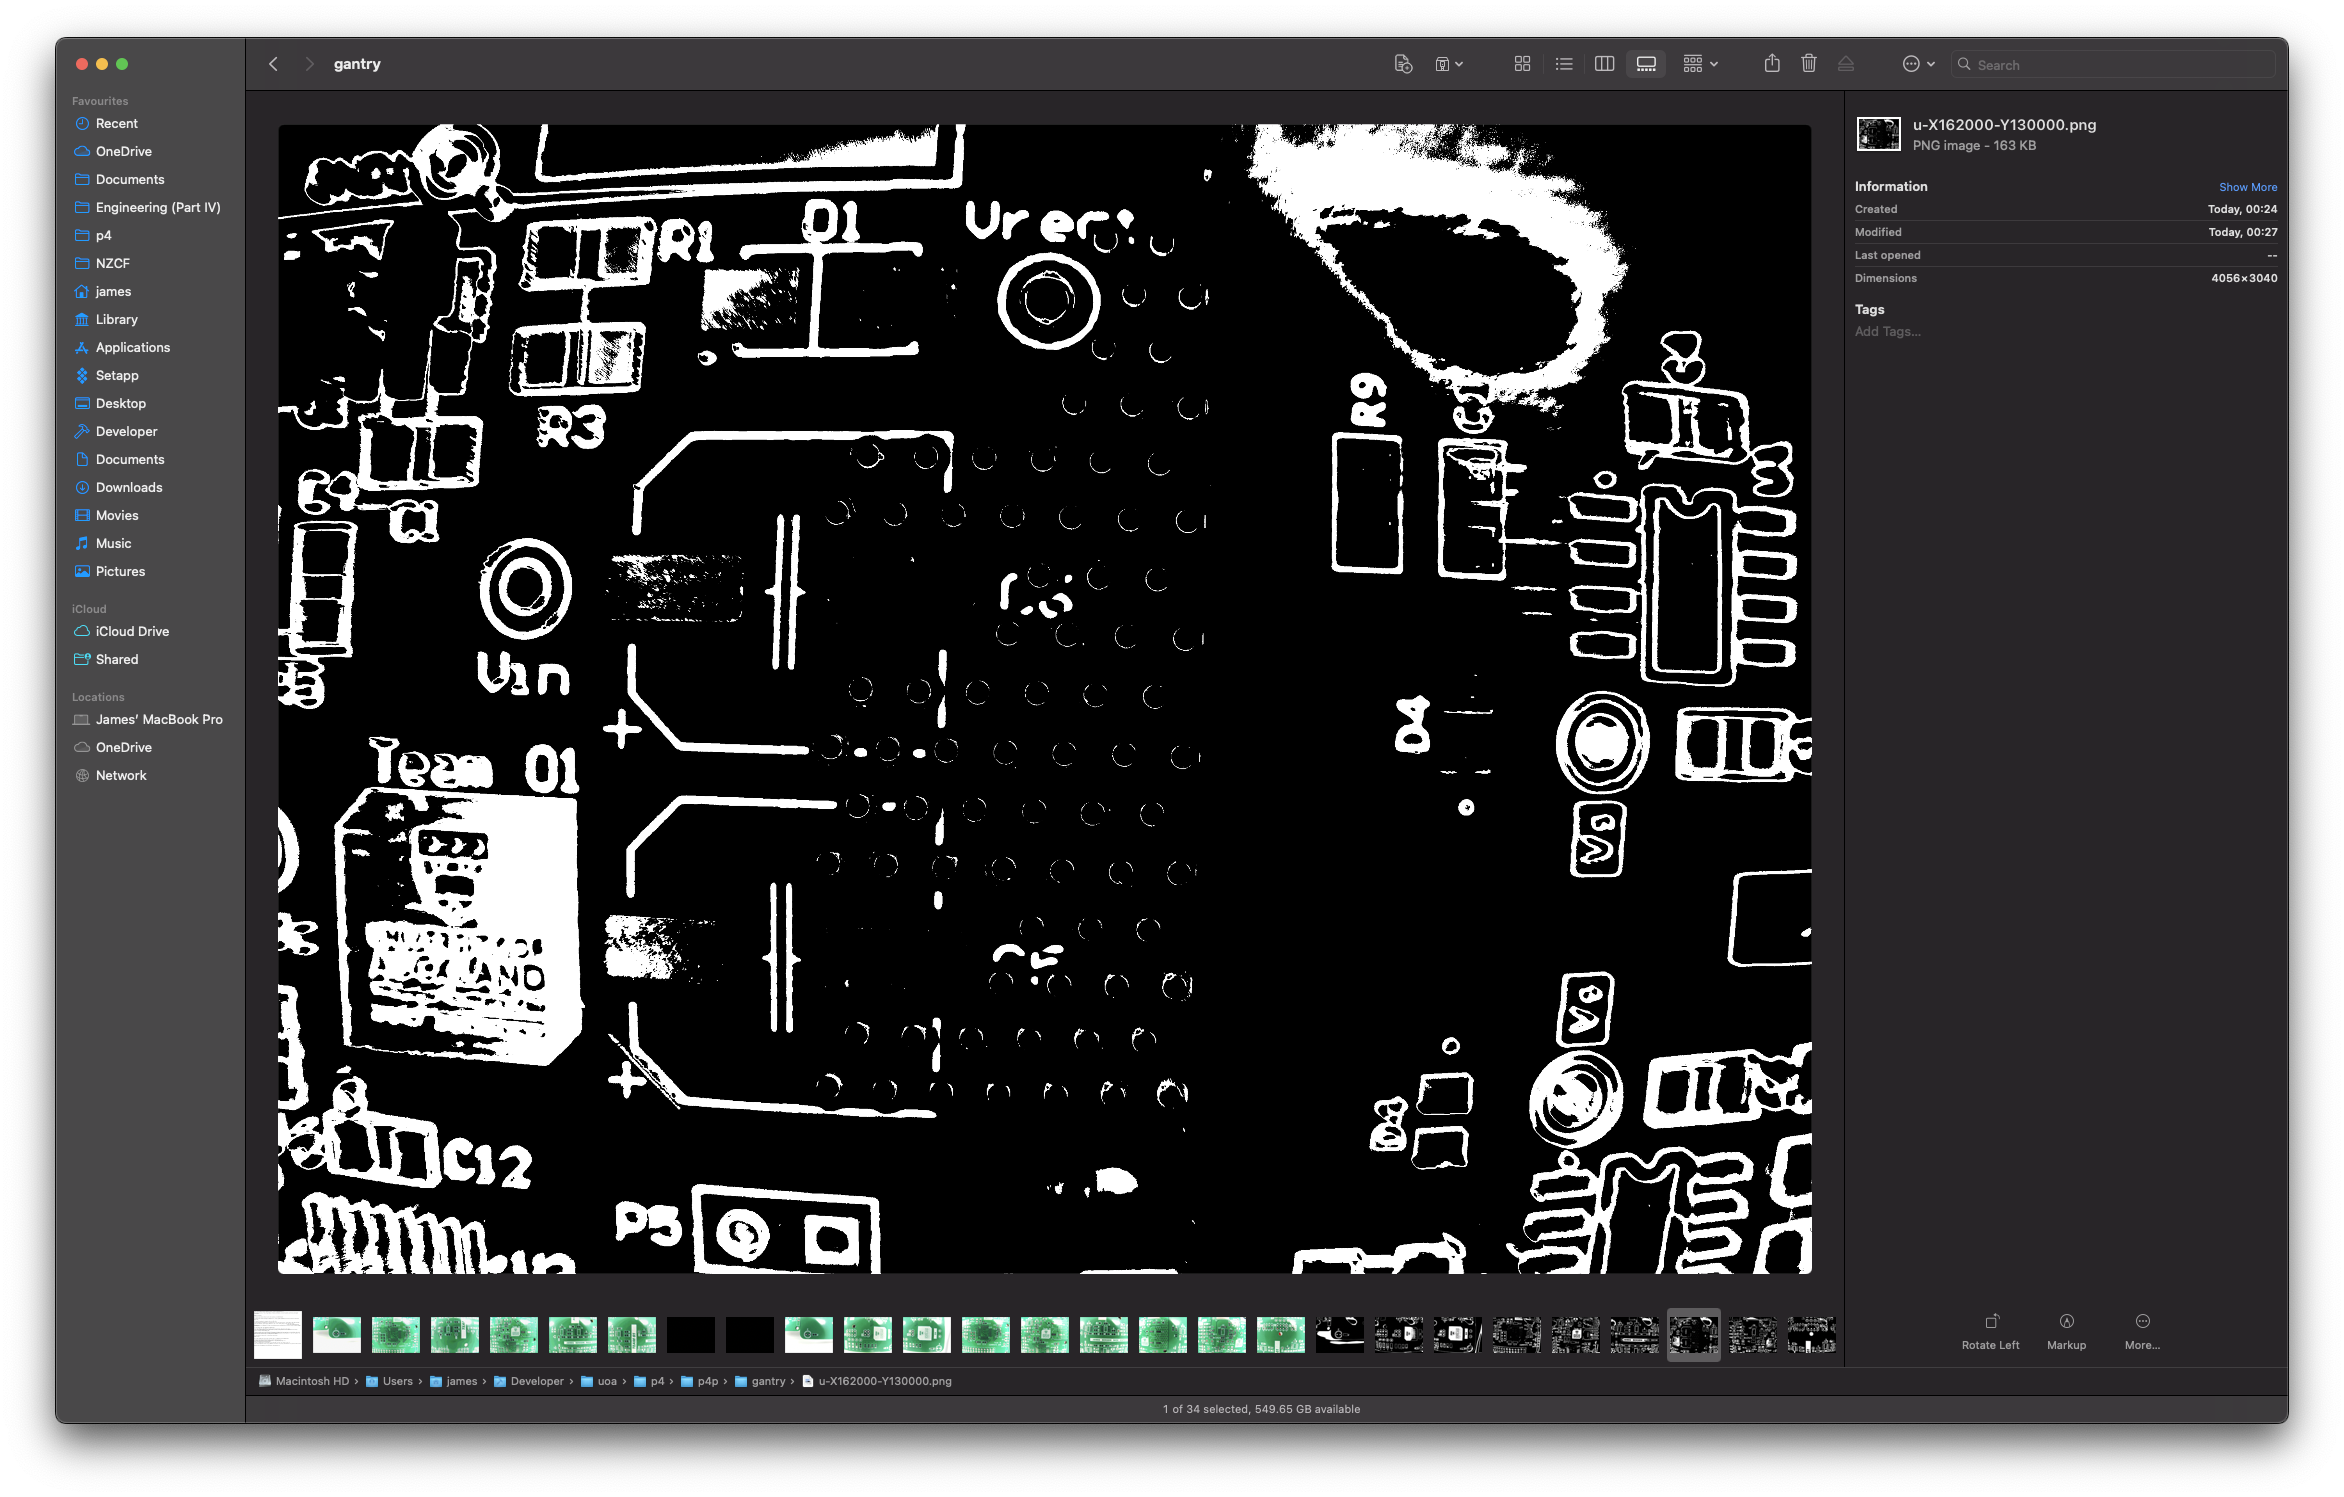 gantry
Search
Favourites
Recent
OneDrive
Documents
Engineering (Part IV)
p4
NZCF
james
Library
Applications
Setapp
Desktop
Developer
Documents
Downloads
Movies
Music
Pictures
iCloud
iCloud Drive
Shared
Locations
James' MacBook Pro
OneDrive
Network
R1
O1
R3
R9
C1
Vin
+
Team 01
D4
+
C12
P5
u-X162000-Y130000.png
PNG image - 163 KB
Information
Show More
Created
Today, 00:24
Modified
Today, 00:27
Last opened
--
Dimensions
4056×3040
Tags
Add Tags...
Rotate Left
Markup
More...
Macintosh HD › Users › james › Developer › uoa › p4 › p4p › gantry › u-X162000-Y130000.png
1 of 34 selected, 549.65 GB available